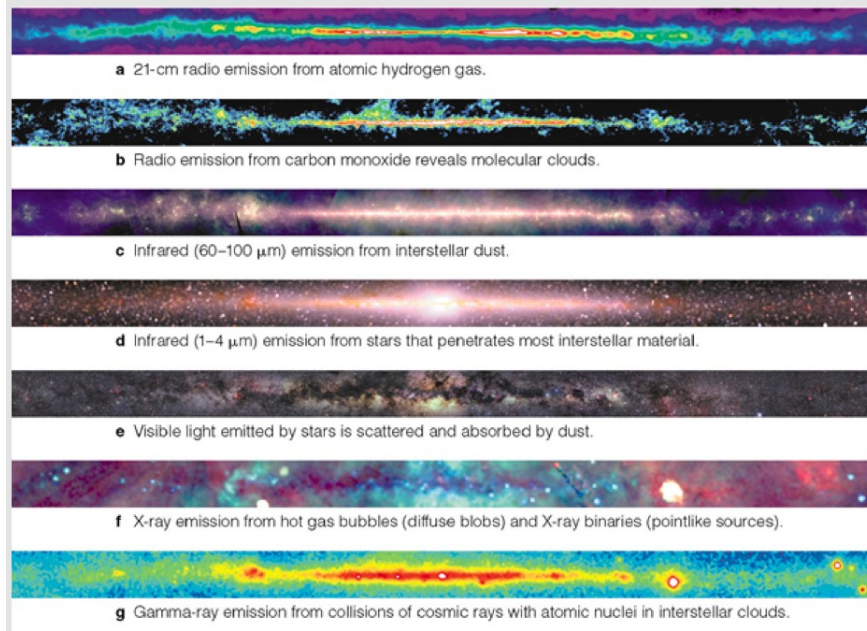 a 21-cm radio emission from atomic hydrogen gas.
b Radio emission from carbon monoxide reveals molecular clouds.
c Infrared (60–100 μm) emission from interstellar dust.
d Infrared (1–4 μm) emission from stars that penetrates most interstellar material.
e Visible light emitted by stars is scattered and absorbed by dust.
f X-ray emission from hot gas bubbles (diffuse blobs) and X-ray binaries (pointlike sources).
g Gamma-ray emission from collisions of cosmic rays with atomic nuclei in interstellar clouds.